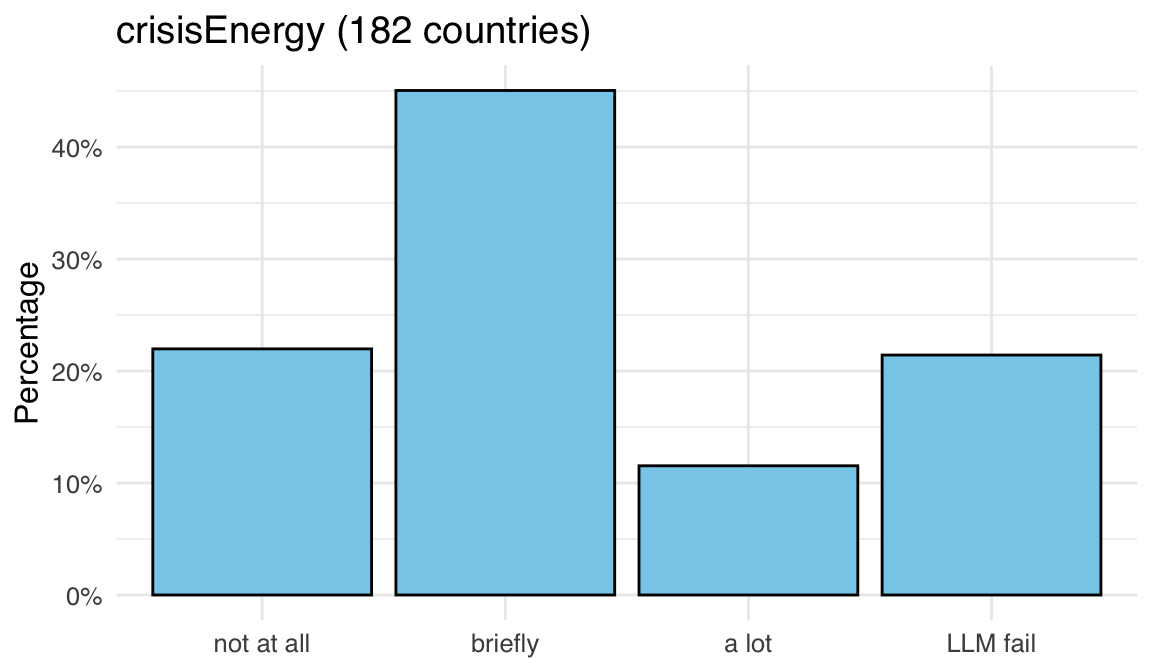 crisisEnergy (182 countries)
Percentage
40%
30%
20%
10%
0%
not at all
briefly
a lot
LLM fail